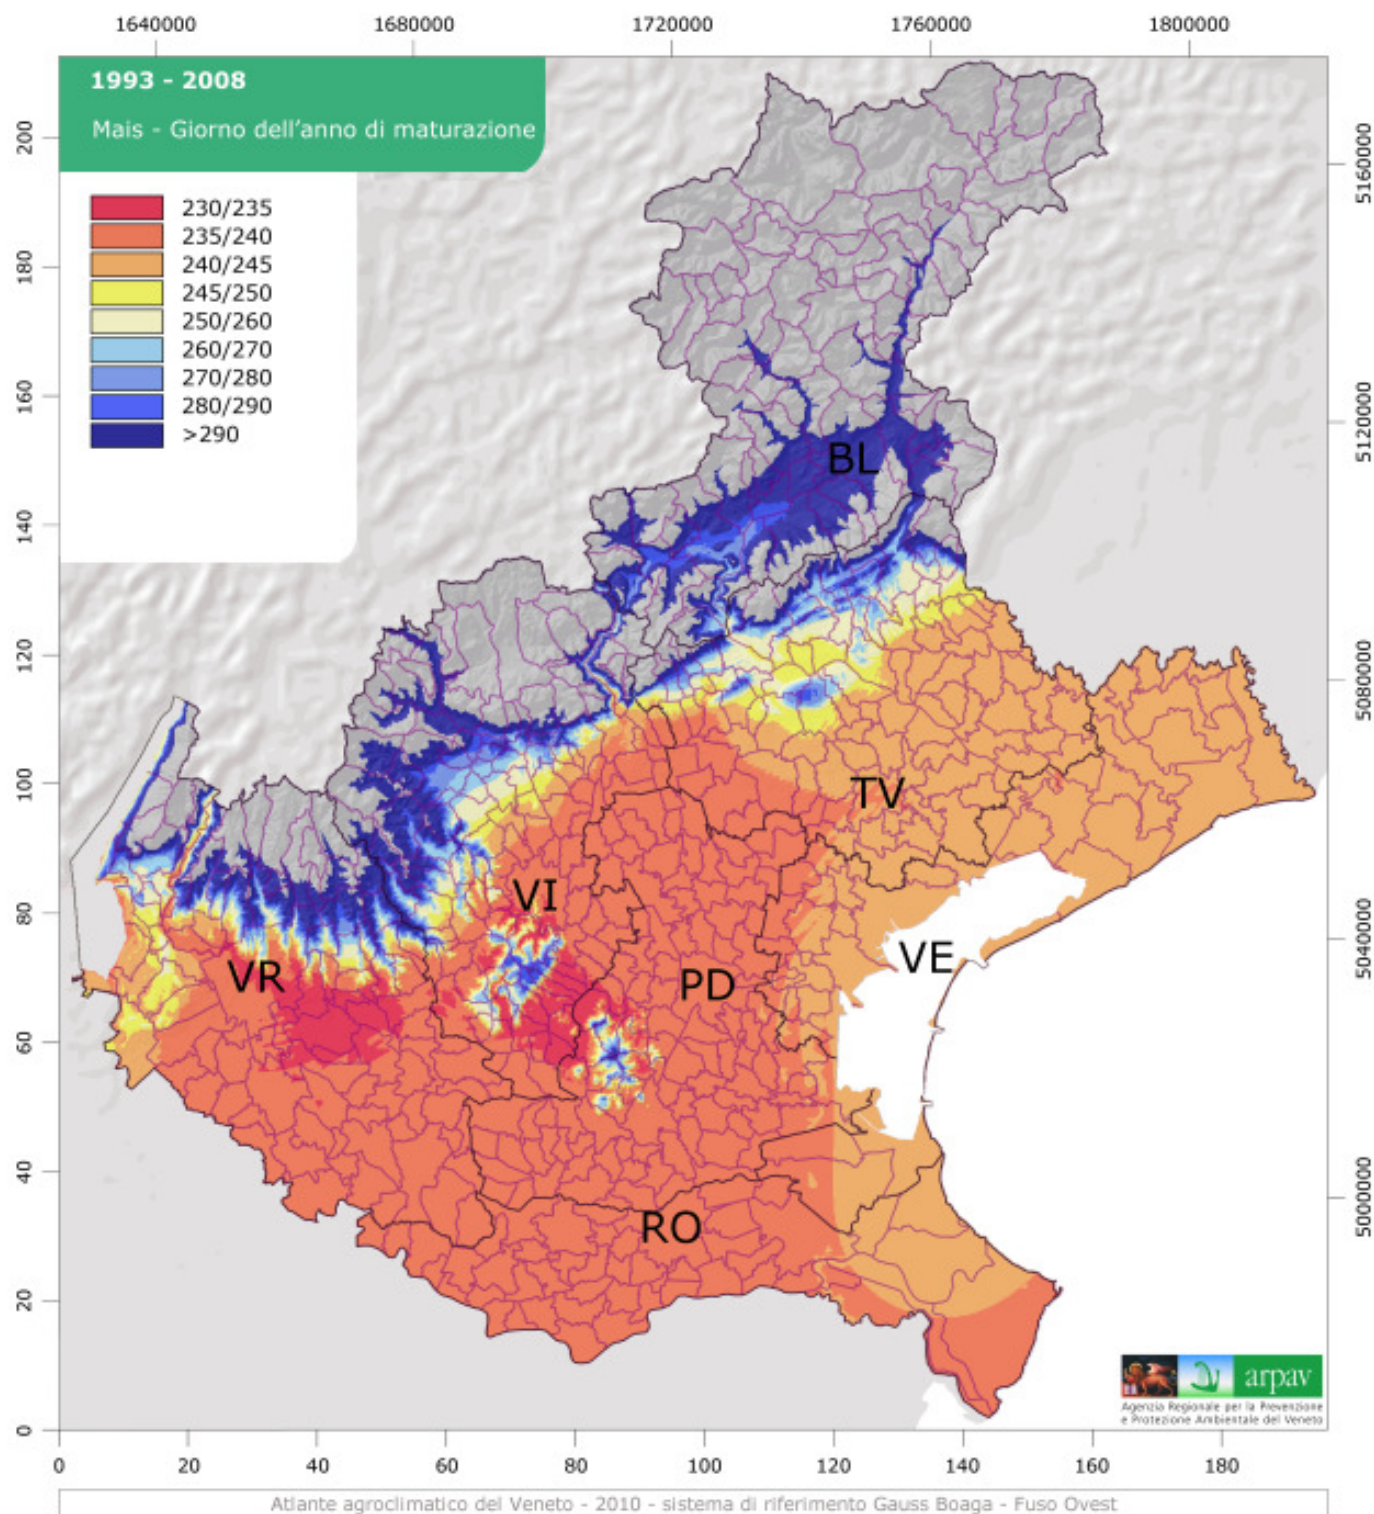 1640000 1680000 1720000 1760000 1800000
1993 - 2008
Mais - Giorno dell'anno di maturazione
230/235
235/240
240/245
245/250
250/260
260/270
270/280
280/290
>290
200
180
160
140
120
100
80
60
40
20
0
5160000
5120000
5080000
5040000
5000000
BL
TV
VI
VE
VR
PD
RO
arpav
Agenzia Regionale per la Prevenzione
e Protezione Ambientale del Veneto
0 20 40 60 80 100 120 140 160 180
Atlante agroclimatico del Veneto - 2010 - sistema di riferimento Gauss Boaga - Fuso Ovest